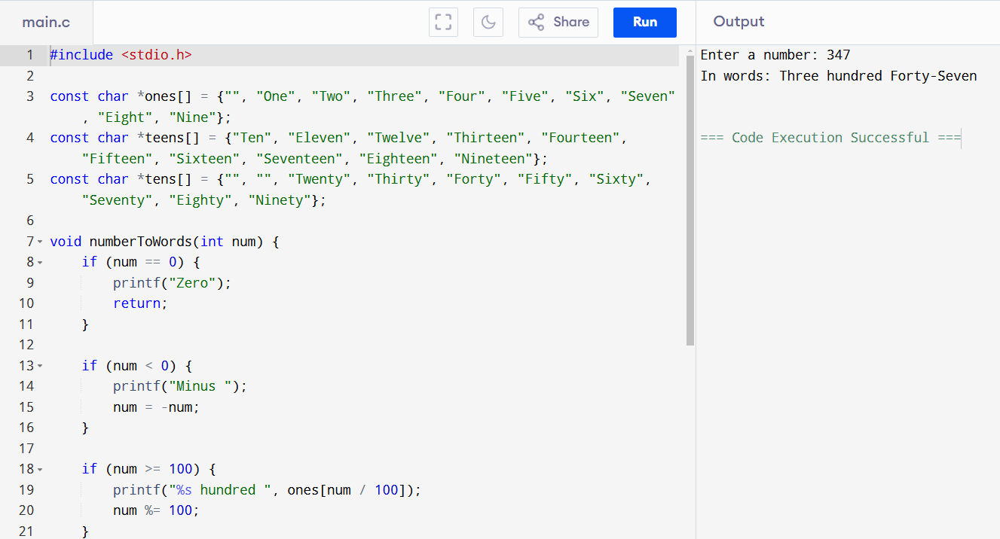 main.c
Share
Run
Output
1 #include <stdio.h>
2
3 const char *ones[] = {"", "One", "Two", "Three", "Four", "Five", "Six", "Seven"
, "Eight", "Nine"};
4 const char *teens[] = {"Ten", "Eleven", "Twelve", "Thirteen", "Fourteen",
"Fifteen", "Sixteen", "Seventeen", "Eighteen", "Nineteen"};
5 const char *tens[] = {"", "", "Twenty", "Thirty", "Forty", "Fifty", "Sixty",
"Seventy", "Eighty", "Ninety"};
6
7 void numberToWords(int num) {
8     if (num == 0) {
9         printf("Zero");
10         return;
11     }
12
13     if (num < 0) {
14         printf("Minus ");
15         num = -num;
16     }
17
18     if (num >= 100) {
19         printf("%s hundred ", ones[num / 100]);
20         num %= 100;
21     }
Enter a number: 347
In words: Three hundred Forty-Seven
=== Code Execution Successful ===